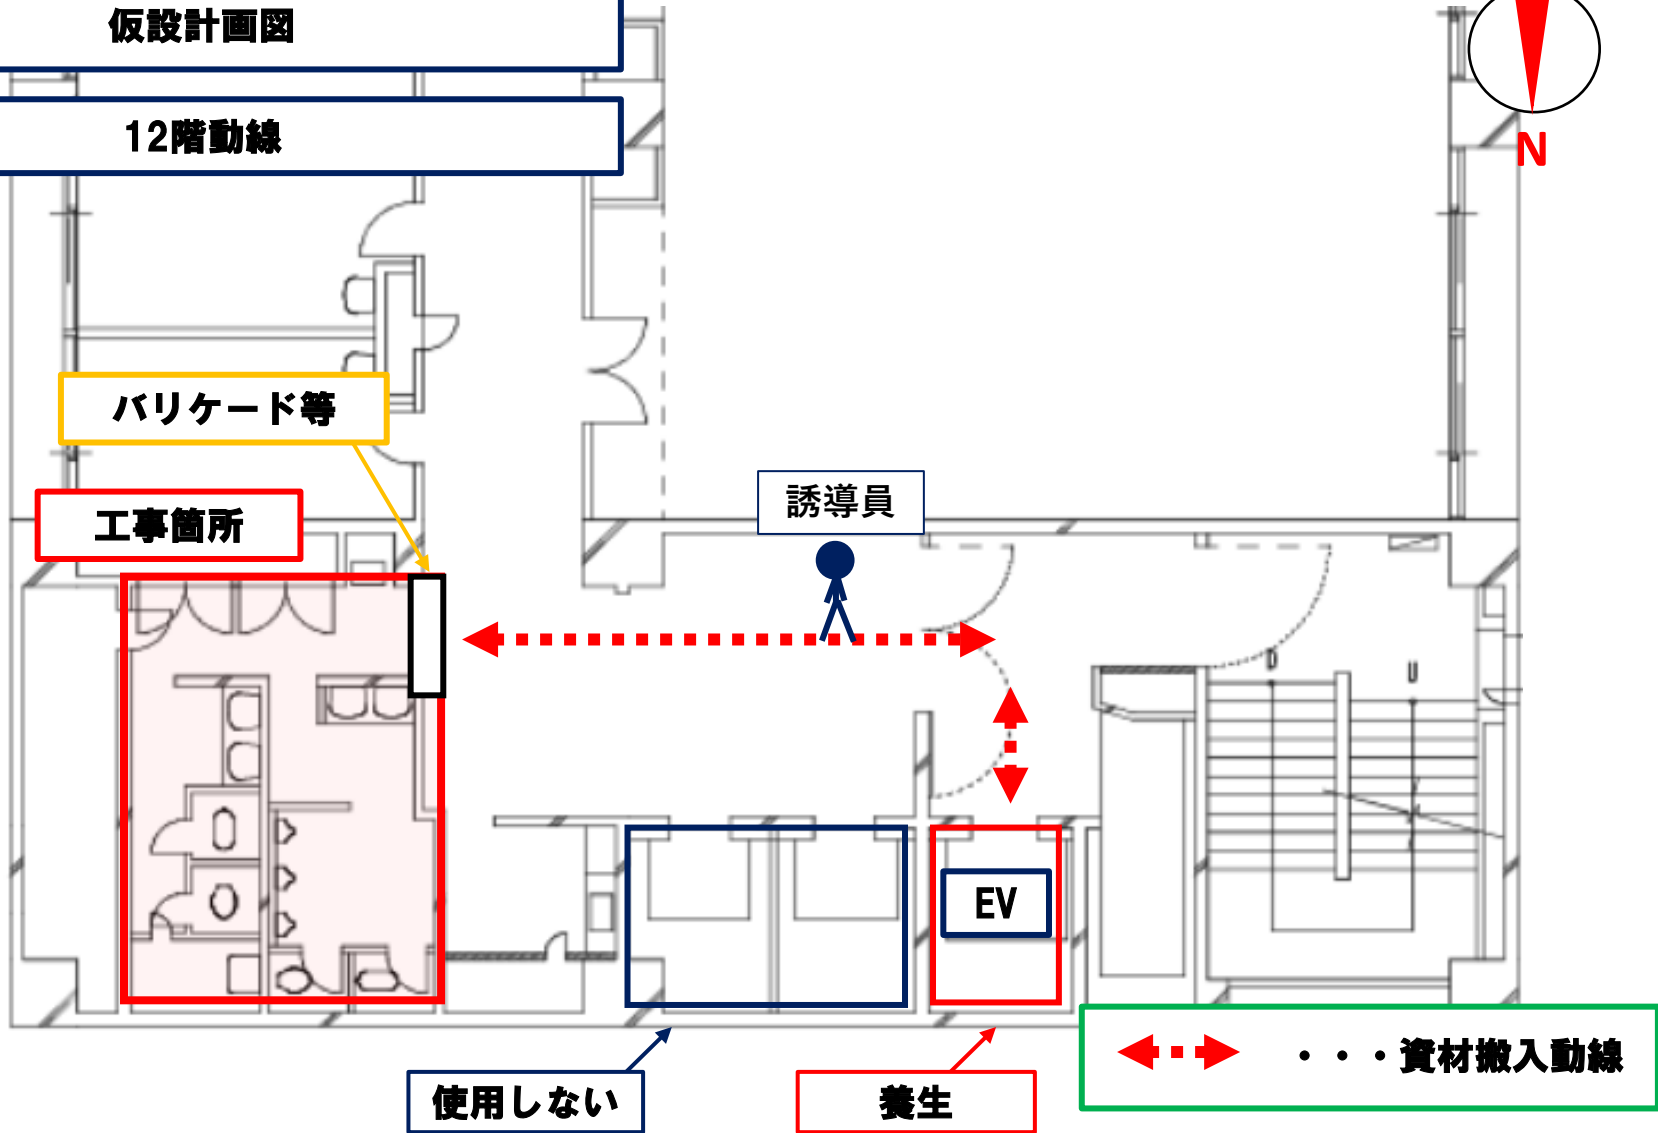 仮設計画図
12階動線
N
バリケード等
工事箇所
誘導員
D
U
EV
使用しない
養生
・・・資材搬入動線